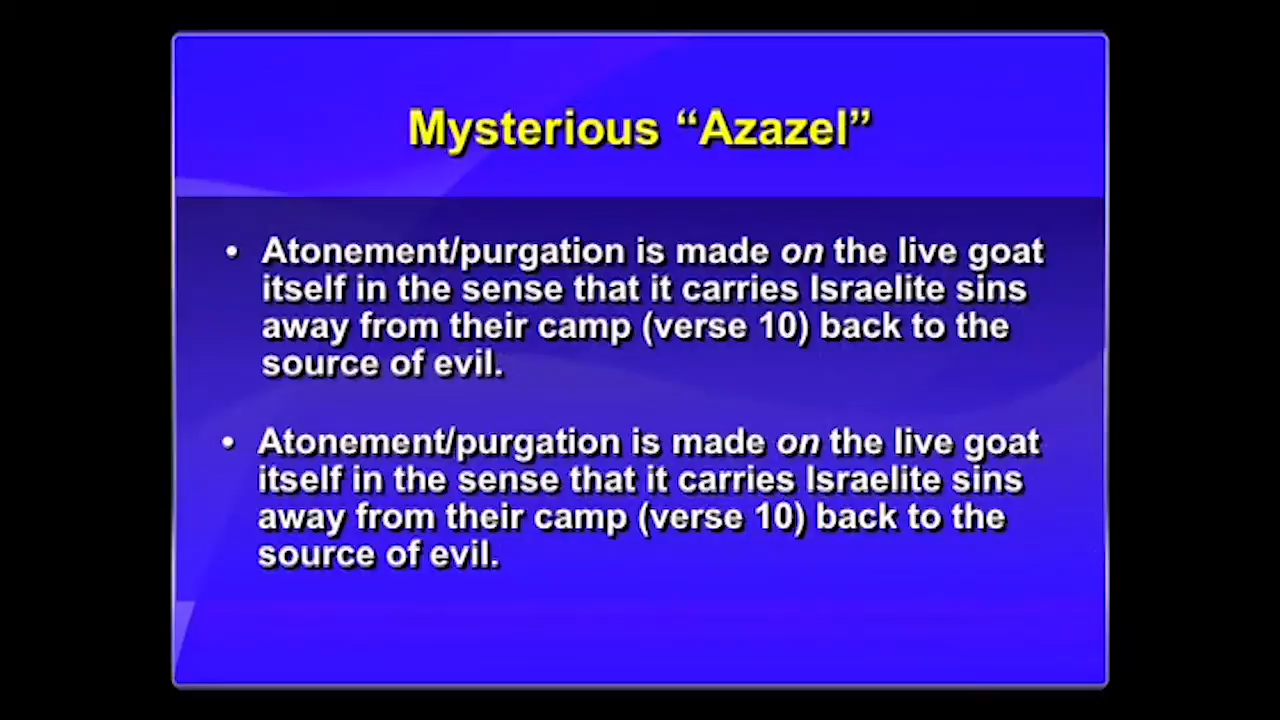 Mysterious “Azazel”
• Atonement/purgation is made on the live goat
itself in the sense that it carries Israelite sins
away from their camp (verse 10) back to the
source of evil.
• Atonement/purgation is made on the live goat
itself in the sense that it carries Israelite sins
away from their camp (verse 10) back to the
source of evil.